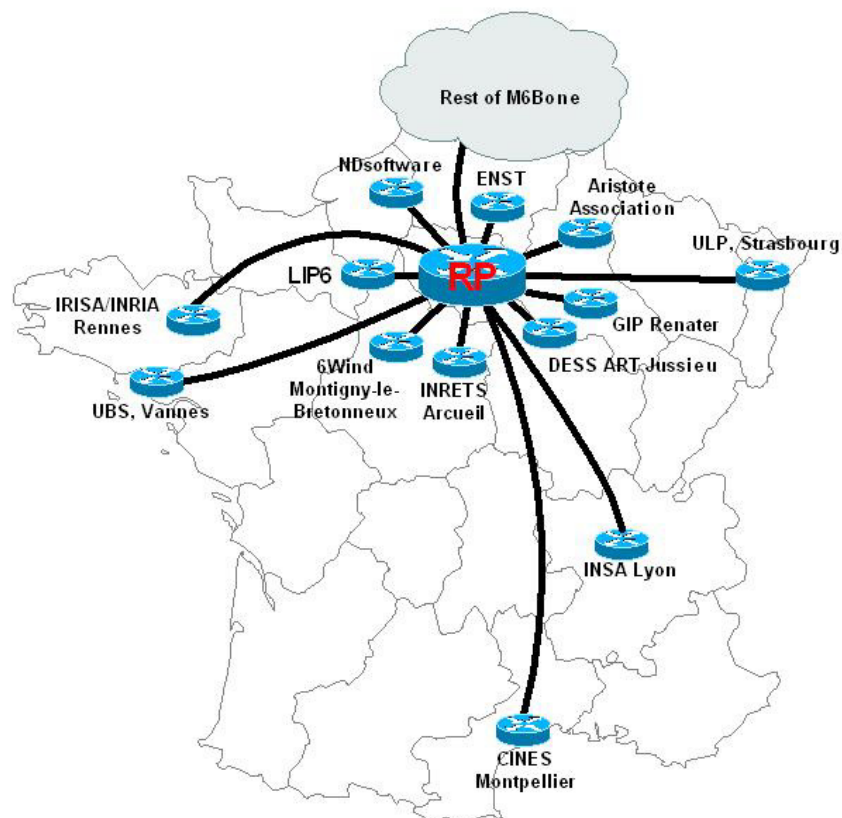 Rest of M6Bone
NDsoftware
ENST
Aristote
Association
ULP, Strasbourg
LIP6
RP
IRISA/INRIA
Rennes
GIP Renater
6Wind
Montigny-le-
Bretonneux
INRETS
Arcueil
DESS ART Jussieu
UBS, Vannes
INSA Lyon
CINES
Montpellier